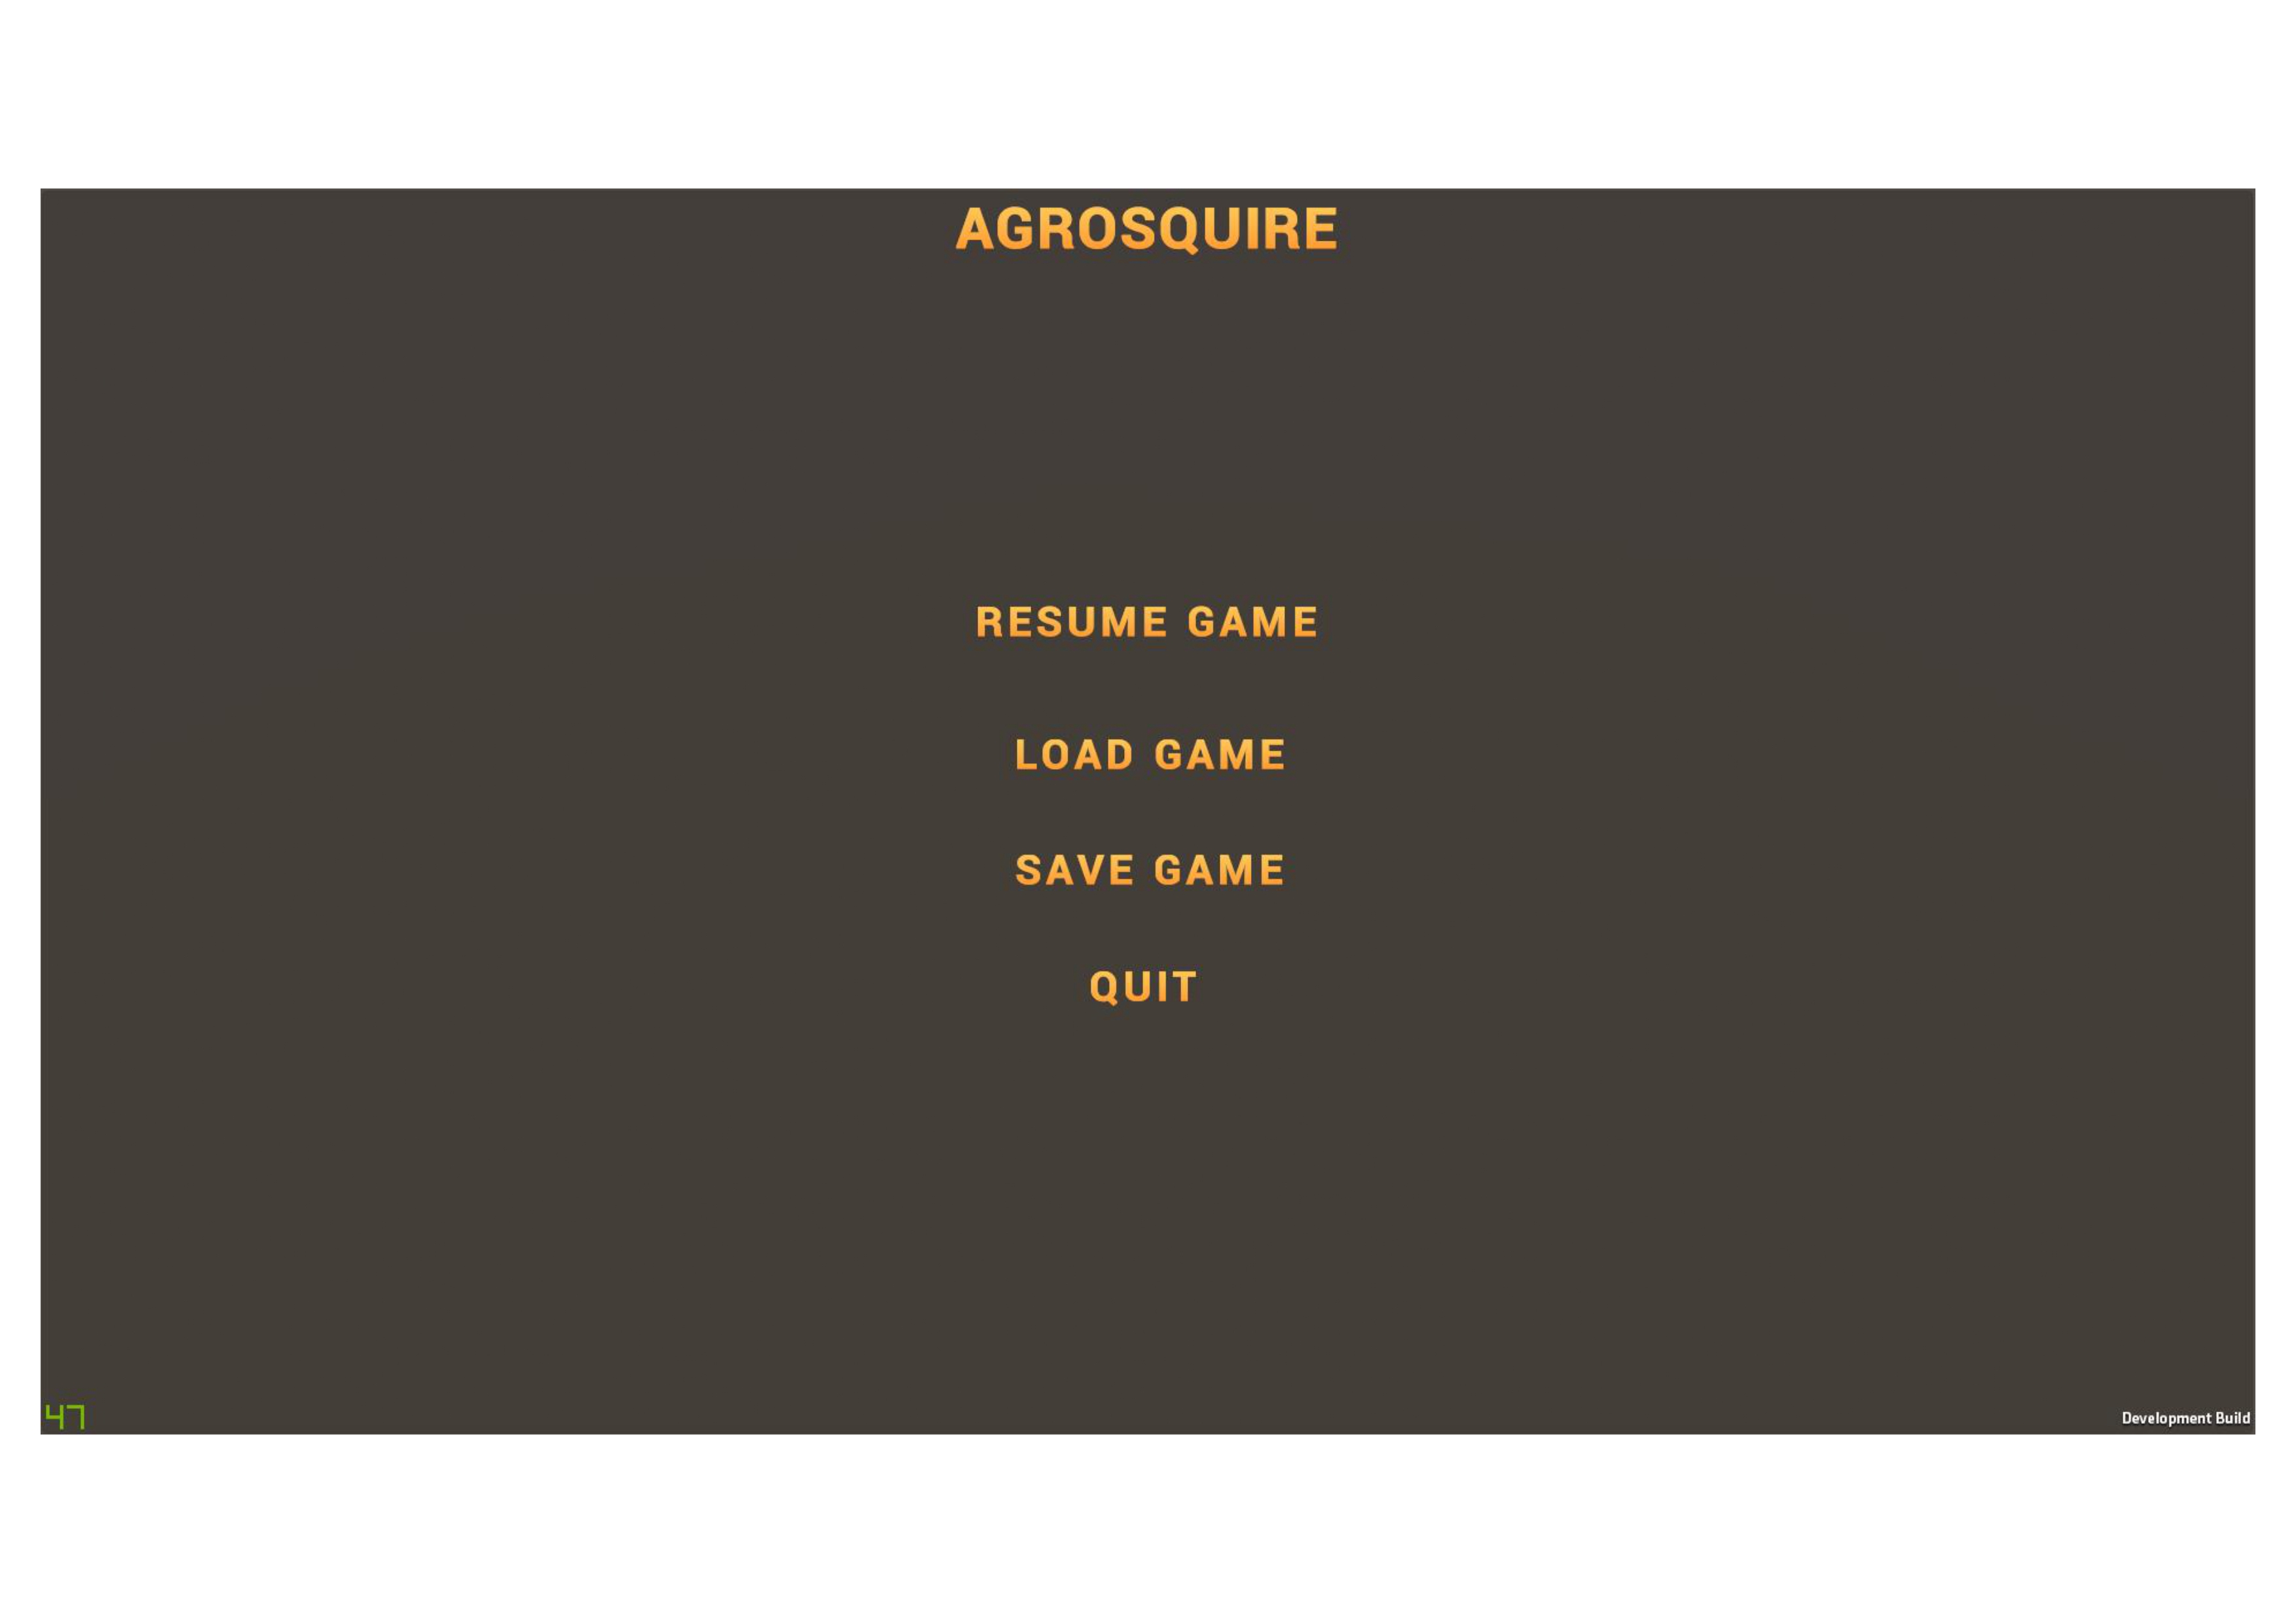 AGROSQUIRE
RESUME GAME
LOAD GAME
SAVE GAME
QUIT
47
Development Build